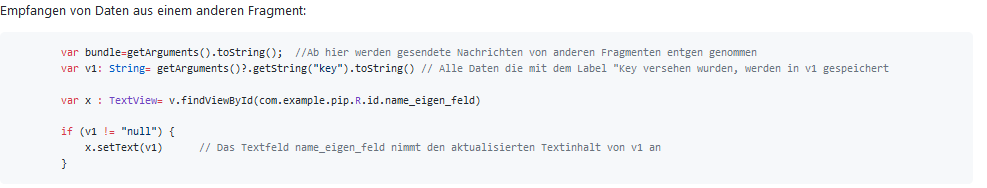 Empfangen von Daten aus einem anderen Fragment:
var bundle=getArguments().toString();  //Ab hier werden gesendete Nachrichten von anderen Fragmenten entgen genommen
var v1: String= getArguments()?.getString("key").toString() // Alle Daten die mit dem Label "Key versehen wurden, werden in v1 gespeichert
var x : TextView= v.findViewById(com.example.pip.R.id.name_eigen_feld)
if (v1 != "null") {
    x.setText(v1)      // Das Textfeld name_eigen_feld nimmt den aktualisierten Textinhalt von v1 an
}